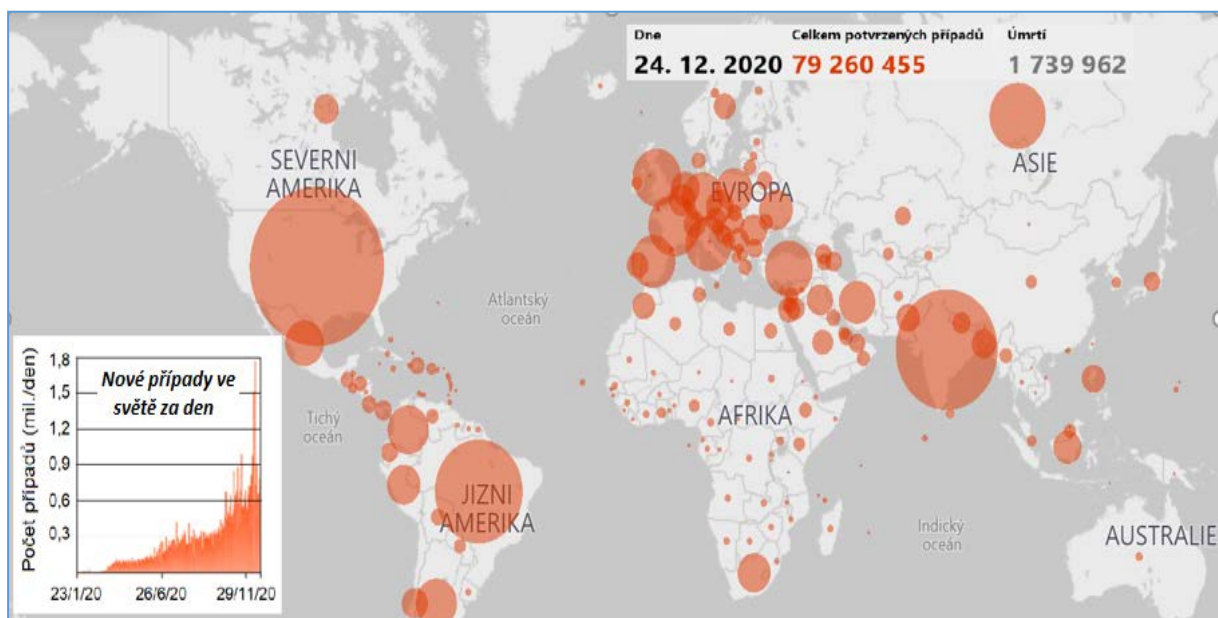 Dne Celkem potvrzených případů Úmrtí
24. 12. 2020 79 260 455 1 739 962
SEVERNI
AMERIKA
EVROPA
ASIE
Atlantský
oceán
Tichý
oceán
AFRIKA
JIZNI
AMERIKA
Indický
oceán
AUSTRALIE
Nové případy ve
světě za den
Počet případů (mil./den)
1,8
1,5
1,2
0,9
0,6
0,3
23/1/20 26/6/20 29/11/20